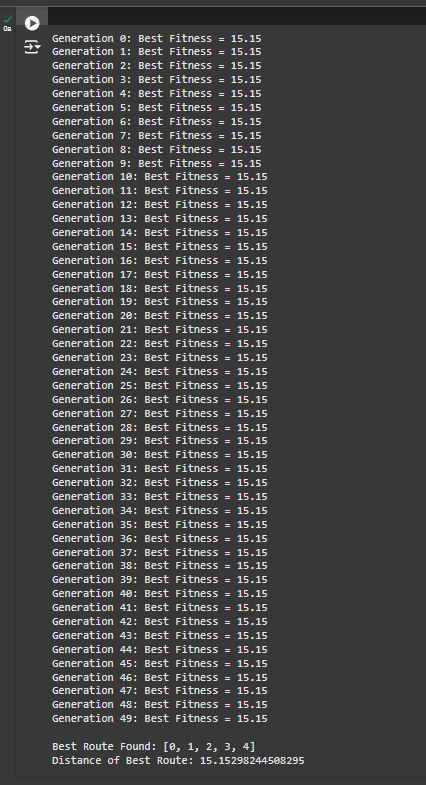 0s
Generation 0: Best Fitness = 15.15
Generation 1: Best Fitness = 15.15
Generation 2: Best Fitness = 15.15
Generation 3: Best Fitness = 15.15
Generation 4: Best Fitness = 15.15
Generation 5: Best Fitness = 15.15
Generation 6: Best Fitness = 15.15
Generation 7: Best Fitness = 15.15
Generation 8: Best Fitness = 15.15
Generation 9: Best Fitness = 15.15
Generation 10: Best Fitness = 15.15
Generation 11: Best Fitness = 15.15
Generation 12: Best Fitness = 15.15
Generation 13: Best Fitness = 15.15
Generation 14: Best Fitness = 15.15
Generation 15: Best Fitness = 15.15
Generation 16: Best Fitness = 15.15
Generation 17: Best Fitness = 15.15
Generation 18: Best Fitness = 15.15
Generation 19: Best Fitness = 15.15
Generation 20: Best Fitness = 15.15
Generation 21: Best Fitness = 15.15
Generation 22: Best Fitness = 15.15
Generation 23: Best Fitness = 15.15
Generation 24: Best Fitness = 15.15
Generation 25: Best Fitness = 15.15
Generation 26: Best Fitness = 15.15
Generation 27: Best Fitness = 15.15
Generation 28: Best Fitness = 15.15
Generation 29: Best Fitness = 15.15
Generation 30: Best Fitness = 15.15
Generation 31: Best Fitness = 15.15
Generation 32: Best Fitness = 15.15
Generation 33: Best Fitness = 15.15
Generation 34: Best Fitness = 15.15
Generation 35: Best Fitness = 15.15
Generation 36: Best Fitness = 15.15
Generation 37: Best Fitness = 15.15
Generation 38: Best Fitness = 15.15
Generation 39: Best Fitness = 15.15
Generation 40: Best Fitness = 15.15
Generation 41: Best Fitness = 15.15
Generation 42: Best Fitness = 15.15
Generation 43: Best Fitness = 15.15
Generation 44: Best Fitness = 15.15
Generation 45: Best Fitness = 15.15
Generation 46: Best Fitness = 15.15
Generation 47: Best Fitness = 15.15
Generation 48: Best Fitness = 15.15
Generation 49: Best Fitness = 15.15
Best Route Found: [0, 1, 2, 3, 4]
Distance of Best Route: 15.15298244508295